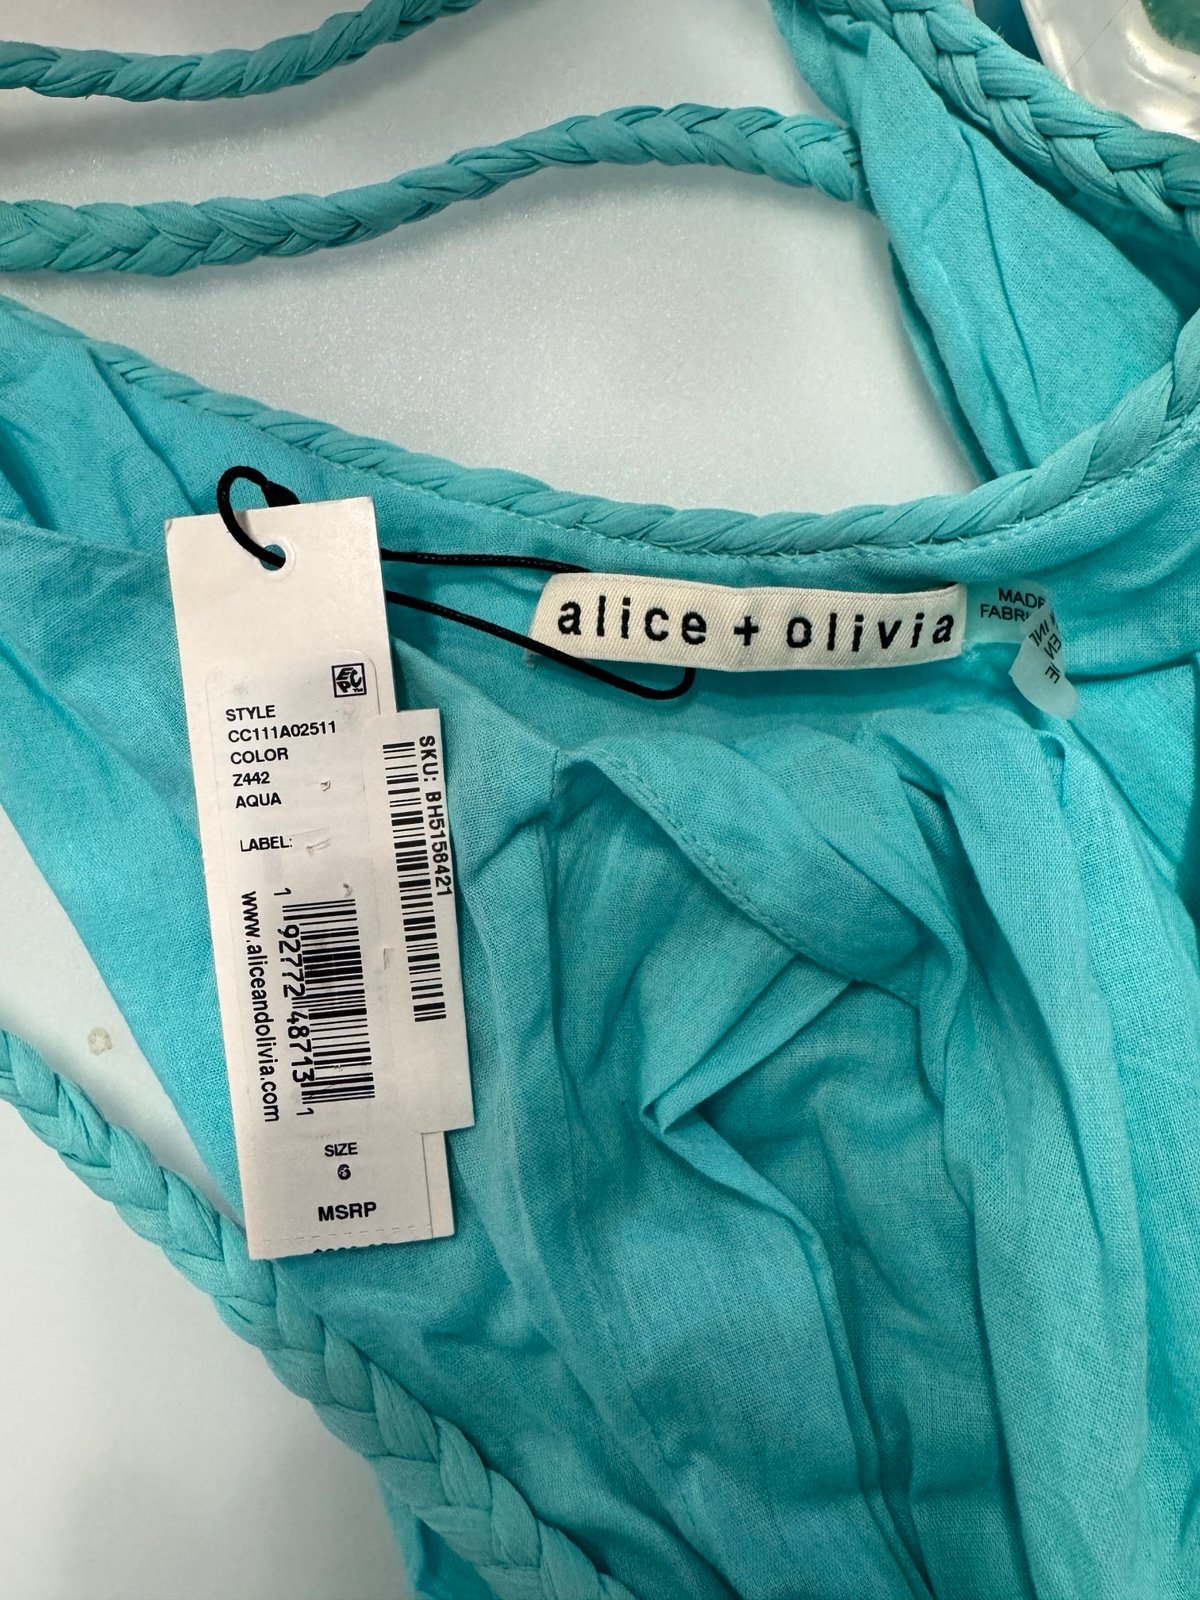 alice + olivia
MADE
STYLE
CC111A02511
COLOR
Z442
AQUA
LABEL:
1 92772 48713 1
www.aliceandolivia.com
SIZE
6
MSRP
SKU: BH5158421